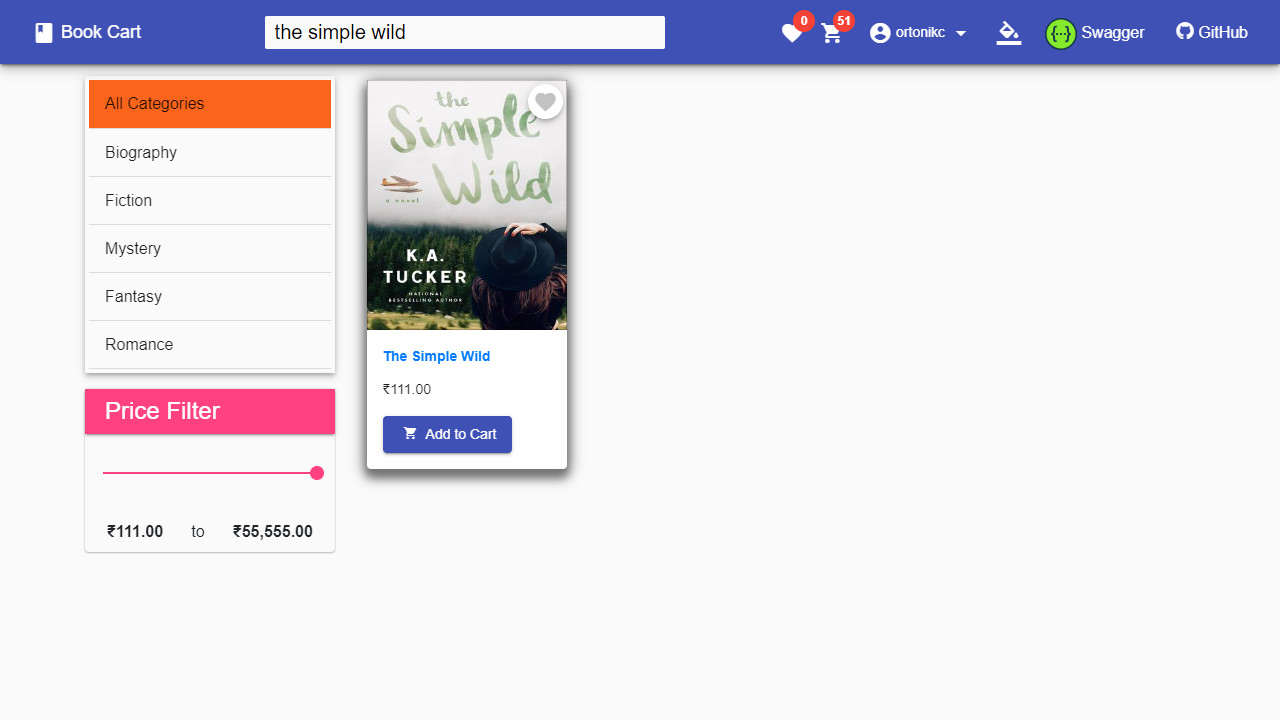 Book Cart
the simple wild
0
51
ortonikc
{··}
Swagger
GitHub
All Categories
Biography
Fiction
Mystery
Fantasy
Romance
Price Filter
₹111.00 to ₹55,555.00
the
Simple
Wild
a novel
K.A.
TUCKER
NATIONAL
BESTSELLING AUTHOR
The Simple Wild
₹111.00
Add to Cart